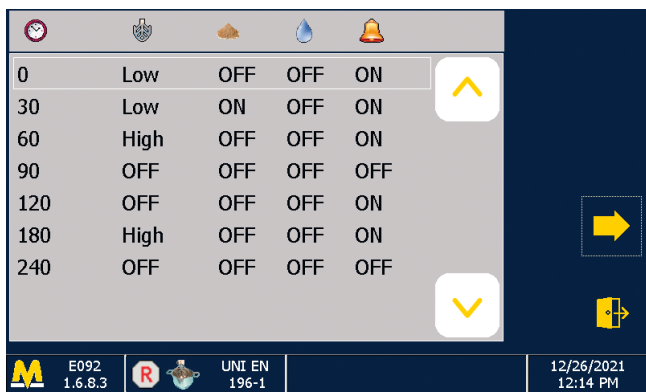 0 Low OFF OFF ON
30 Low ON OFF ON
60 High OFF OFF ON
90 OFF OFF OFF OFF
120 OFF OFF OFF ON
180 High OFF OFF ON
240 OFF OFF OFF OFF
E092
1.6.8.3
R
UNI EN
196-1
12/26/2021
12:14 PM